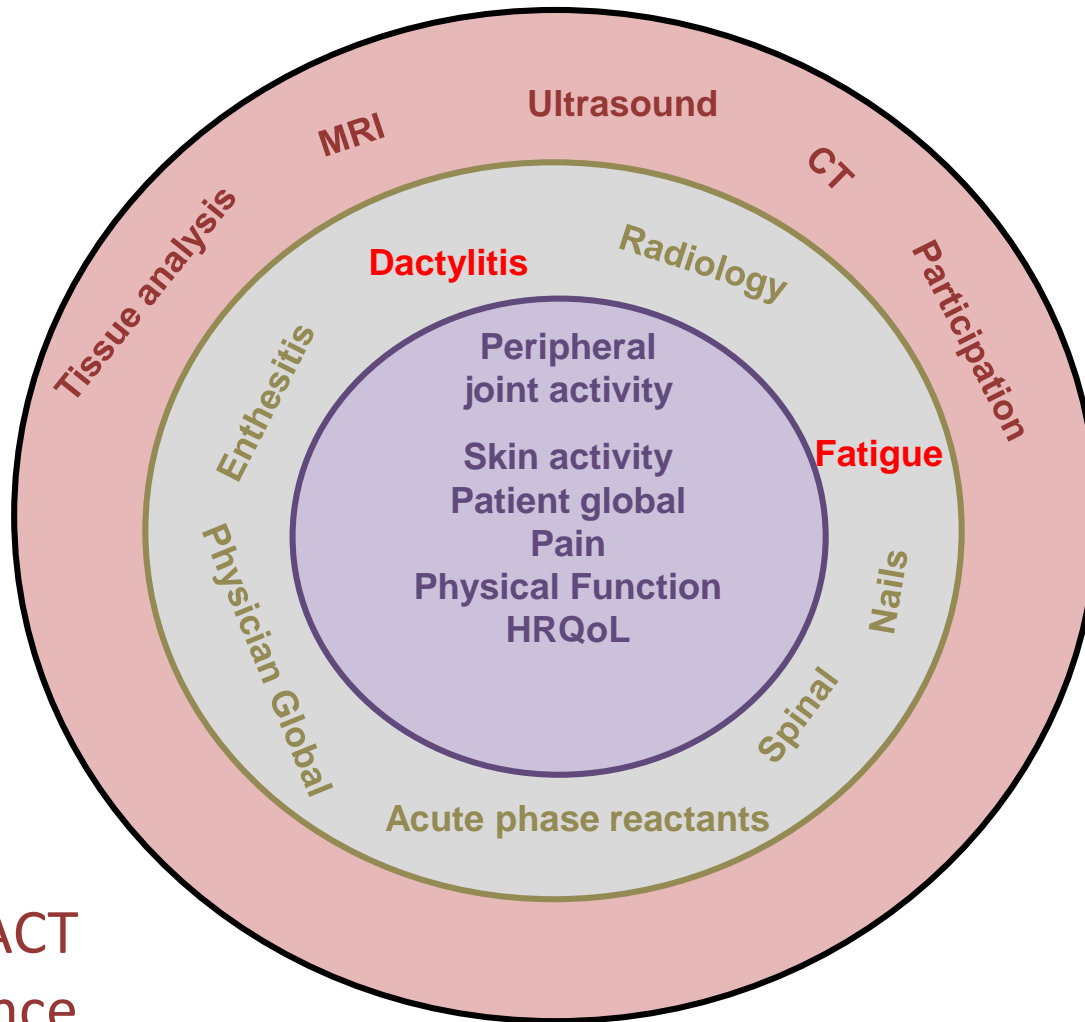 Ultrasound
MRI
CT
Tissue analysis
Participation
Radiology
Dactylitis
Enthesitis
Fatigue
Peripheral
joint activity
Skin activity
Patient global
Pain
Physical Function
HRQoL
Nails
Physician Global
Spinal
Acute phase reactants
ACT
nce